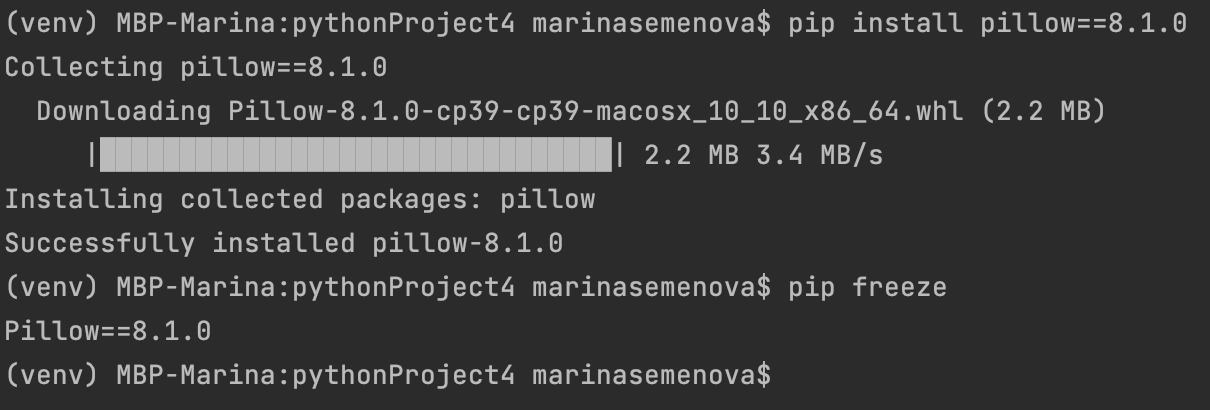 (venv) MBP-Marina:pythonProject4 marinasemenova$ pip install pillow==8.1.0
Collecting pillow==8.1.0
  Downloading Pillow-8.1.0-cp39-cp39-macosx_10_10_x86_64.whl (2.2 MB)
     |████████████████████████████████| 2.2 MB 3.4 MB/s
Installing collected packages: pillow
Successfully installed pillow-8.1.0
(venv) MBP-Marina:pythonProject4 marinasemenova$ pip freeze
Pillow==8.1.0
(venv) MBP-Marina:pythonProject4 marinasemenova$